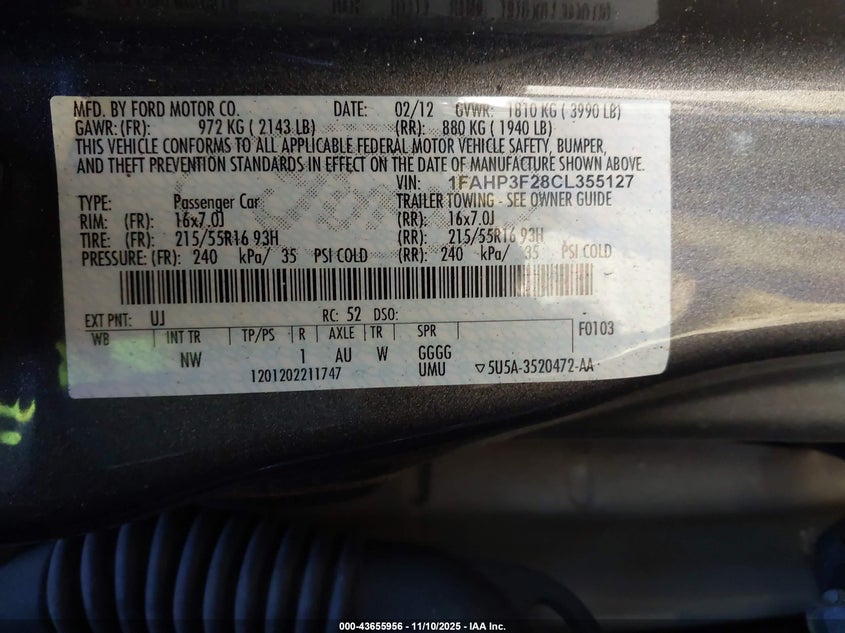 MFD. BY FORD MOTOR CO. DATE: 02/12 GVWR: 1810 KG ( 3990 LB)
GAWR: (FR): 972 KG ( 2143 LB) (RR): 880 KG ( 1940 LB)
THIS VEHICLE CONFORMS TO ALL APPLICABLE FEDERAL MOTOR VEHICLE SAFETY, BUMPER,
AND THEFT PREVENTION STANDARDS IN EFFECT ON THE DATE OF MANUFACTURE SHOWN ABOVE.
VIN: 1FAHP3F28CL355127
TYPE: Passenger Car TRAILER TOWING - SEE OWNER GUIDE
RIM: (FR): 16x7.0J (RR): 16x7.0J
TIRE: (FR): 215/55R16 93H (RR): 215/55R16 93H
PRESSURE: (FR): 240 kPa/ 35 PSI COLD (RR): 240 kPa/ 35 PSI COLD
EXT PNT: UJ RC: 52 DSO:
WB INT TR TP/PS R AXLE TR SPR F0103
NW 1 AU W GGGG
1201202211747 UMU ▽5U5A-3520472-AA
000-43655956 - 11/10/2025 - IAA Inc.